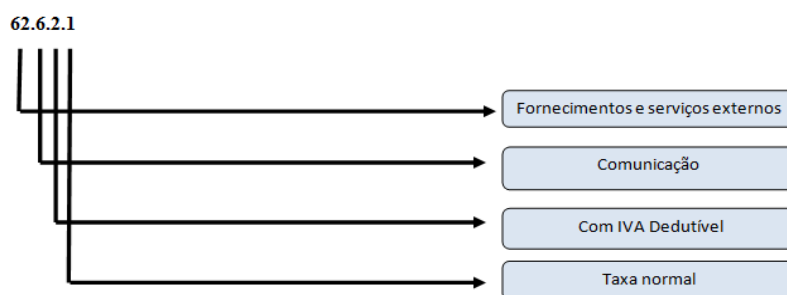 62.6.2.1
Fornecimentos e serviços externos
Comunicação
Com IVA Dedutível
Taxa normal